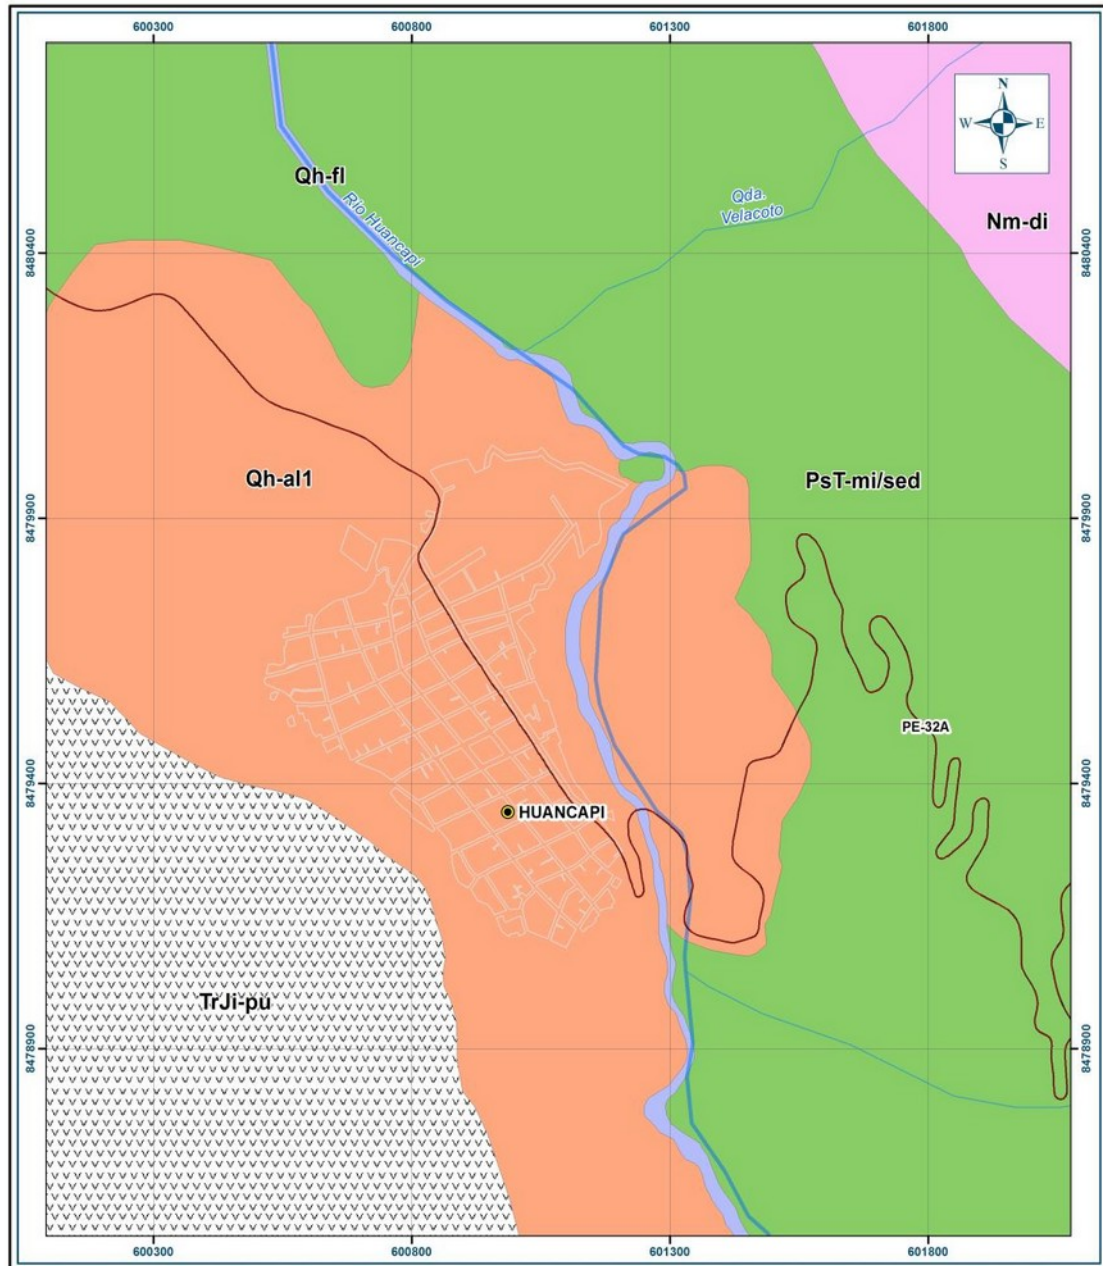 600300
600800
601300
601800
N
W
E
S
Qh-fl
Río Huancapi
Qda.
Velacoto
Nm-di
8480400
8480400
Qh-al1
PsT-mi/sed
8479900
8479900
PE-32A
8479400
8479400
HUANCAPI
TrJi-pu
8478900
8478900
600300
600800
601300
601800